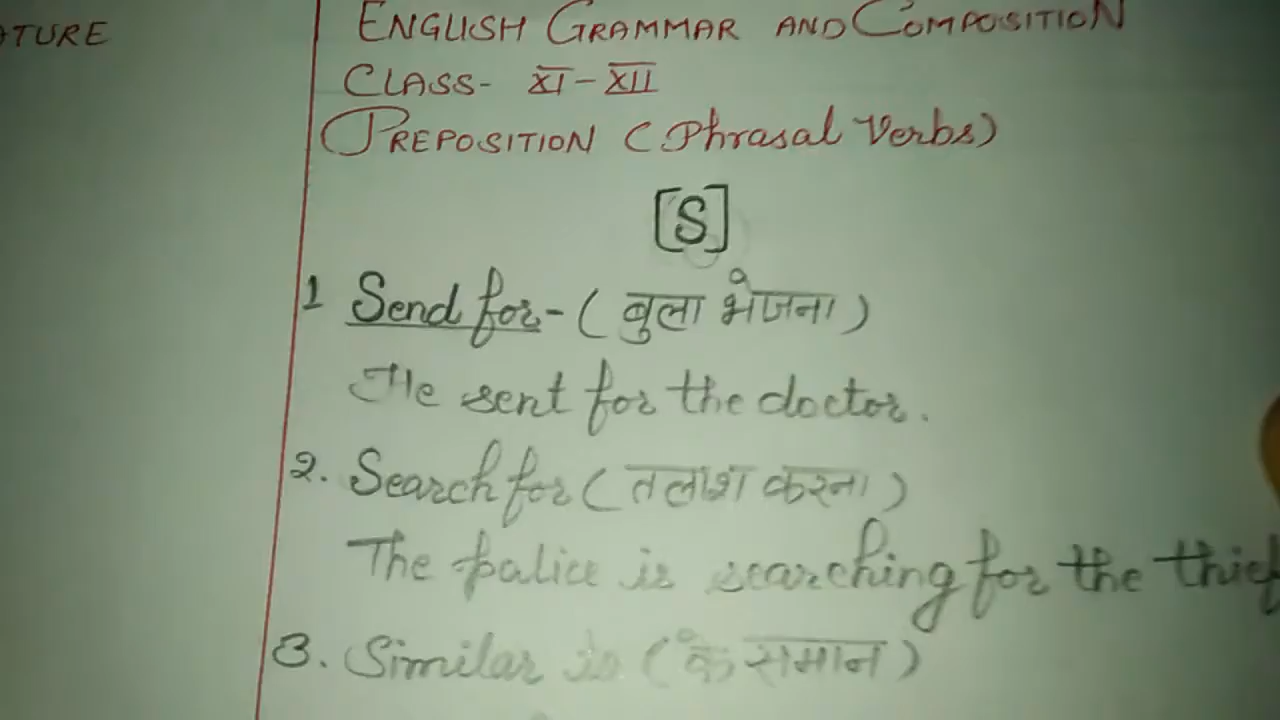 ATURE
ENGLISH GRAMMAR AND COMPOSITION
CLASS- XI-XII
PREPOSITION (Phrasal Verbs)
[S]
1 Send for-(बुला भेजना)
He sent for the doctor.
2. Search for (तलाश करना)
The palice is searching for the thief
3. Similar to (के समान)